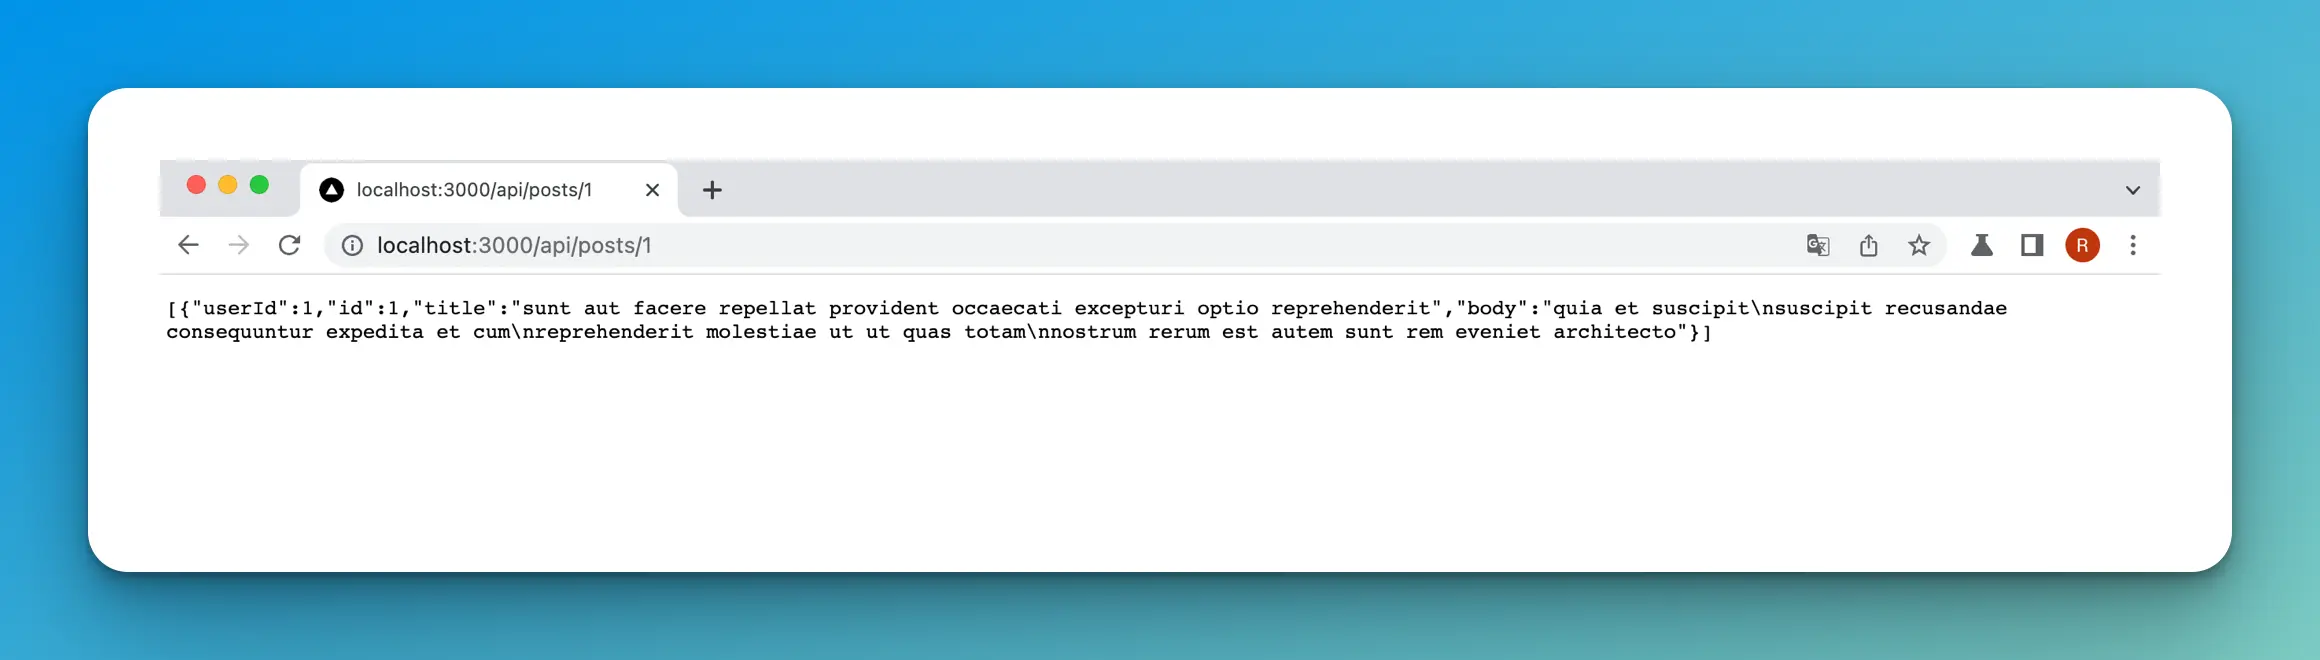 localhost:3000/api/posts/1
localhost:3000/api/posts/1
R
[{"userId":1,"id":1,"title":"sunt aut facere repellat provident occaecati excepturi optio reprehenderit","body":"quia et suscipit\nsuscipit recusandae
consequuntur expedita et cum\nreprehenderit molestiae ut ut quas totam\nnostrum rerum est autem sunt rem eveniet architecto"}]